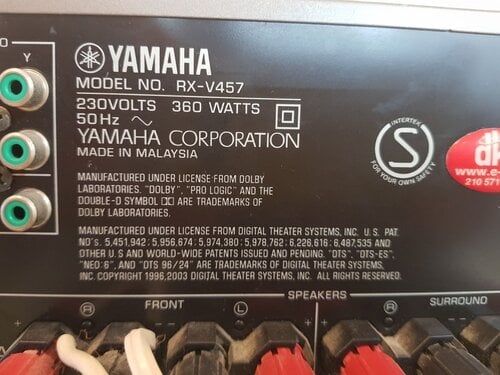 O
Y
YAMAHA
MODEL NO. RX-V457
230VOLTS 360 WATTS
50Hz
YAMAHA CORPORATION
MADE IN MALAYSIA
INTERTEK
S
FOR YOUR OWN SAFETY
dk
www.e-
210 571
MANUFACTURED UNDER LICENSE FROM DOLBY
LABORATORIES. "DOLBY", "PRO LOGIC" AND THE
DOUBLE-D SYMBOL ARE TRADEMARKS OF
DOLBY LABORATORIES.
MANUFACTURED UNDER LICENSE FROM DIGITAL THEATER SYSTEMS, INC. U.S. PAT.
NO'S. 5,451,942; 5,956,674; 5,974,380; 5,978,762; 6,226,616; 6,487,535 AND
OTHER U.S. AND WORLD-WIDE PATENTS ISSUED AND PENDING. "DTS", "DTS-ES",
"NEO:6", AND "DTS 96/24" ARE TRADEMARKS OF DIGITAL THEATER SYSTEMS,
INC. COPYRIGHT 1996,2003 DIGITAL THEATER SYSTEMS, INC. ALL RIGHTS RESERVED.
SPEAKERS
+ R FRONT L + R SURROUND